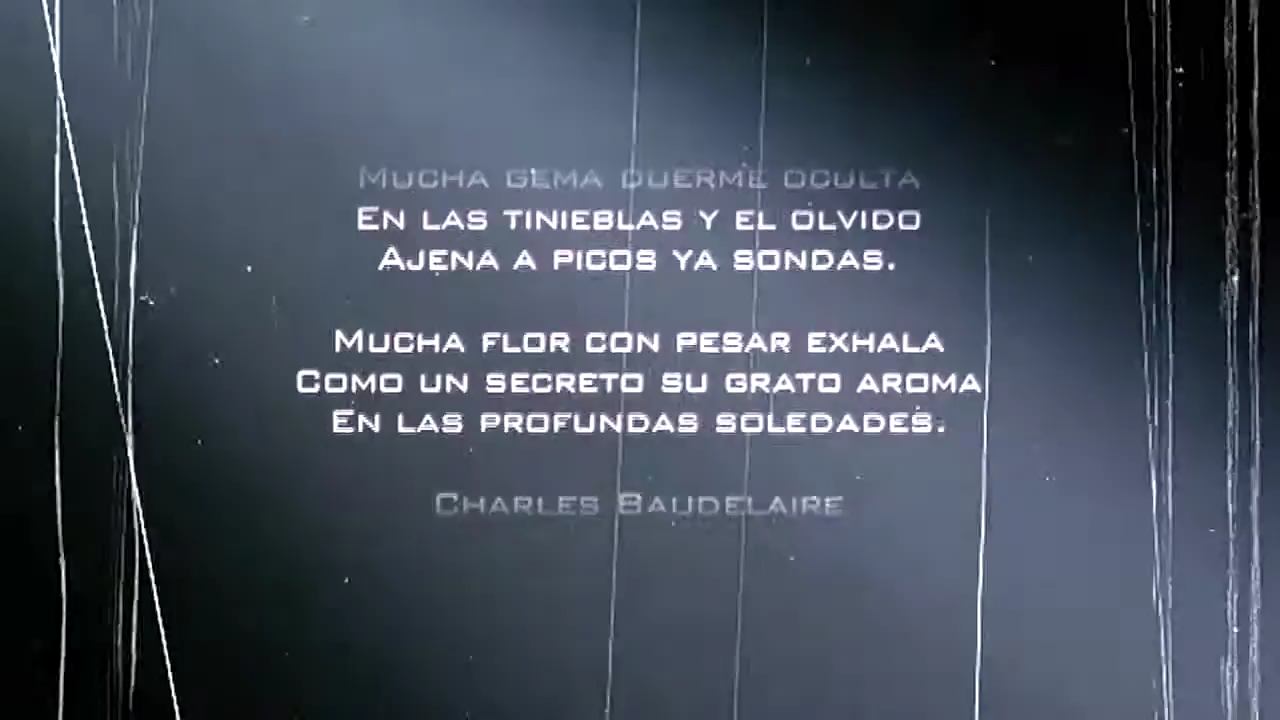 Mucha gema duerme oculta
En las tinieblas y el olvido
Ajena a picos ya sondas.
Mucha flor con pesar exhala
Como un secreto su grato aroma
En las profundas soledades.
Charles Baudelaire